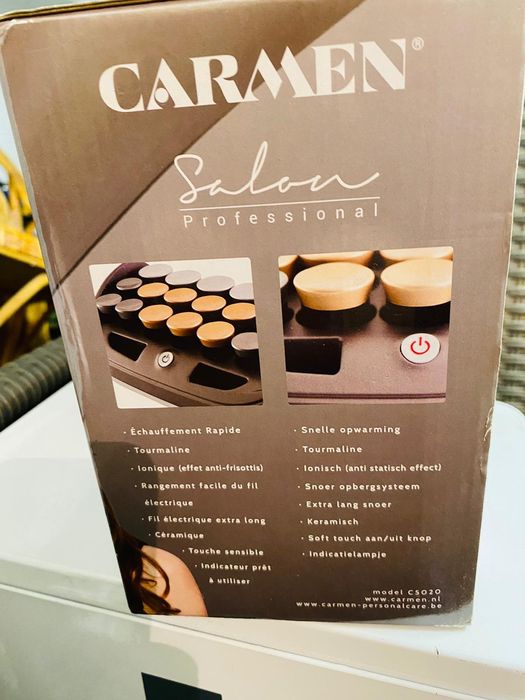 CARMEN®
Salon
Professional
· Échauffement Rapide
· Tourmaline
· Ionique (effet anti-frisottis)
· Rangement facile du fil
électrique
· Fil électrique extra long
· Céramique
· Touche sensible
· Indicateur prêt
à utiliser
· Snelle opwarming
· Tourmaline
· Ionisch (anti statisch effect)
· Snoer opbergsysteem
· Extra lang snoer
· Keramisch
· Soft touch aan/uit knop
· Indicatielampje
model C5020
www.carmen.nl
www.carmen-personalcare.be